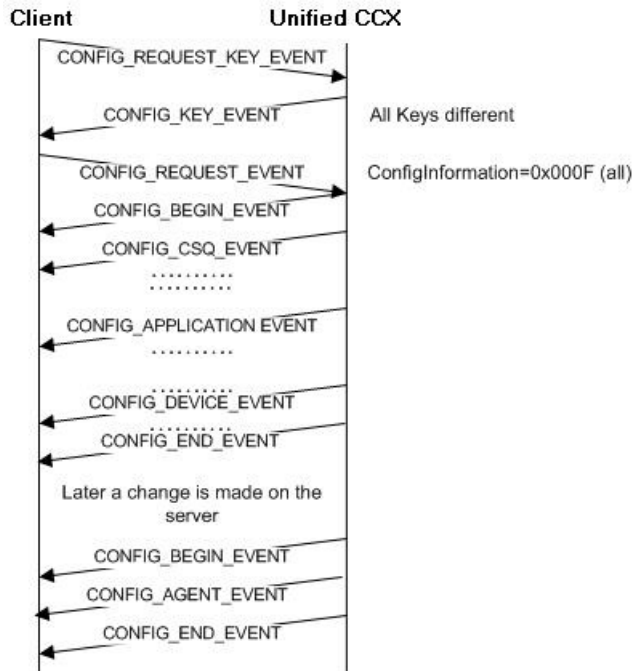 Client Unified CCX
CONFIG_REQUEST_KEY_EVENT
CONFIG_KEY_EVENT All Keys different
CONFIG_REQUEST_EVENT ConfigInformation=0x000F (all)
CONFIG_BEGIN_EVENT
CONFIG_CSQ_EVENT
..........
..........
CONFIG_APPLICATION EVENT
..........
..........
CONFIG_DEVICE_EVENT
..........
CONFIG_END_EVENT
Later a change is made on the
server
CONFIG_BEGIN_EVENT
CONFIG_AGENT_EVENT
CONFIG_END_EVENT